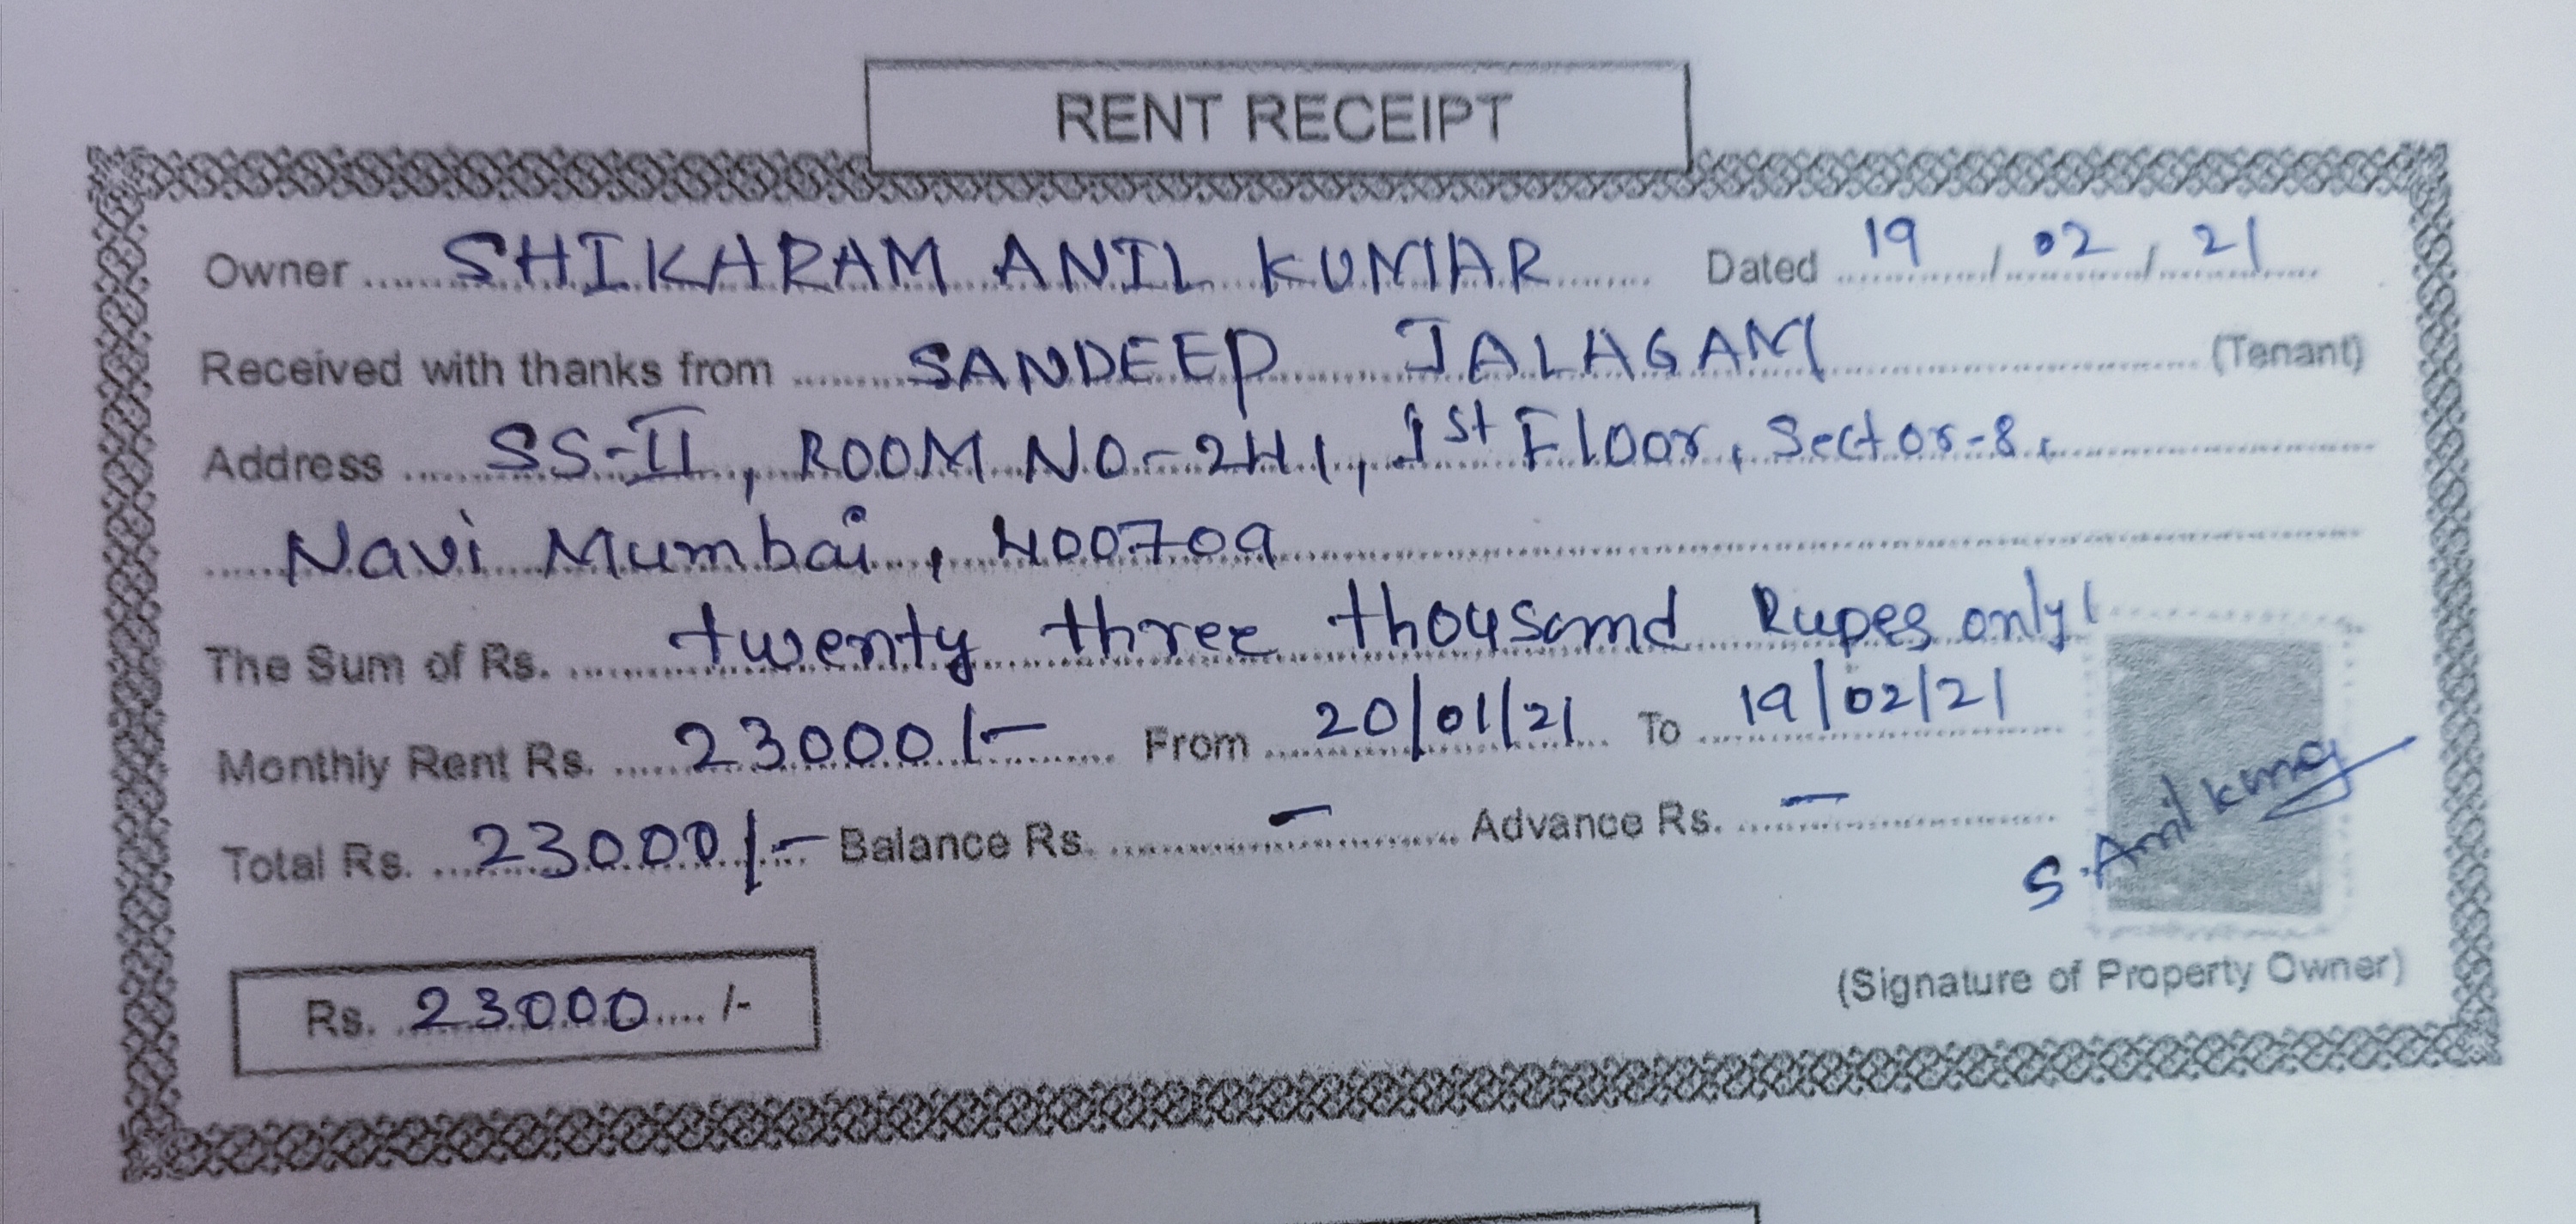 RENT RECEIPT
Owner SHIKHARAM ANIL KUMAR Dated 19 / 02 / 21
Received with thanks from SANDEEP JALAGAM (Tenant)
Address SS-II, ROOM NO-241, 1st Floor, Sector-8,
Navi Mumbai, 400709
The Sum of Rs. twenty three thousand Rupes only
Monthly Rent Rs. 23000/- From 20/01/21 To 19/02/21
Total Rs. 23000/- Balance Rs. - Advance Rs. -
S. Anil Kumar
(Signature of Property Owner)
Rs. 23000 /-